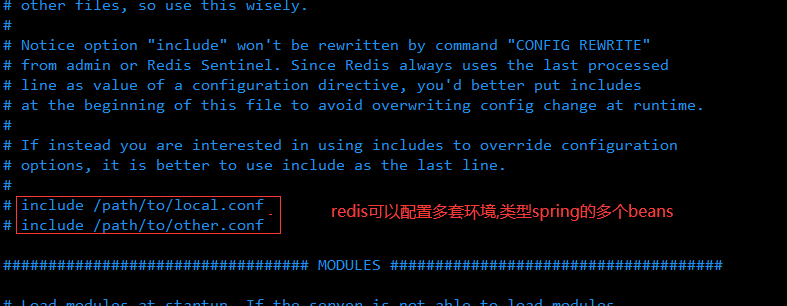 # other files, so use this wisely.
#
# Notice option "include" won't be rewritten by command "CONFIG REWRITE"
# from admin or Redis Sentinel. Since Redis always uses the last processed
# line as value of a configuration directive, you'd better put includes
# at the beginning of this file to avoid overwriting config change at runtime.
#
# If instead you are interested in using includes to override configuration
# options, it is better to use include as the last line.
#
# include /path/to/local.conf
redis可以配置多套环境,类型spring的多个beans
# include /path/to/other.conf
################################## MODULES #####################################
# Load modules at startup. If the server is not able to load modules